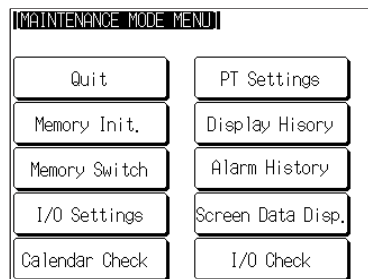 [MAINTENANCE MODE MENU]
Quit
PT Settings
Memory Init.
Display Hisory
Memory Switch
Alarm History
I/O Settings
Screen Data Disp.
Calendar Check
I/O Check